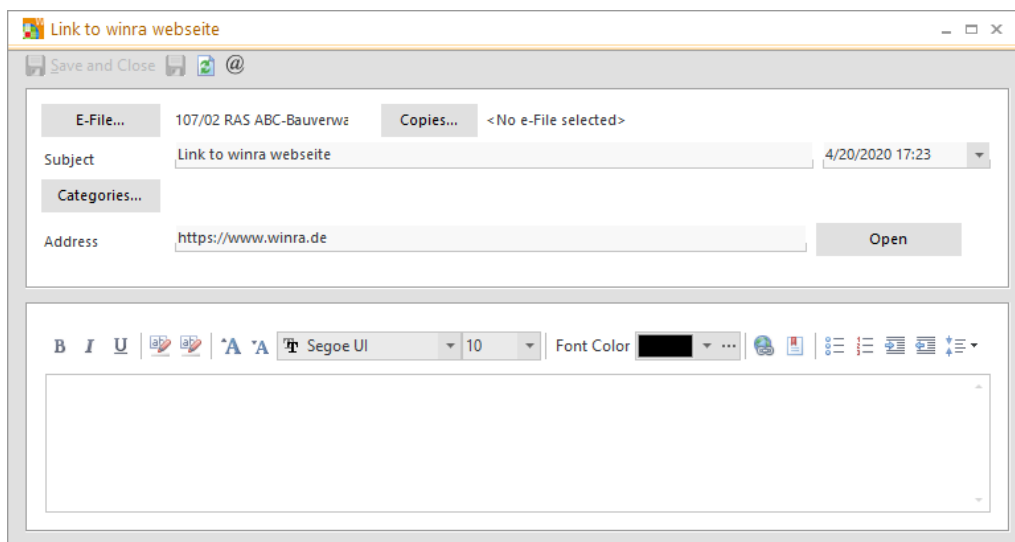 Link to winra webseite
Save and Close @
E-File... 107/02 RAS ABC-Bauverwa Copies... <No e-File selected>
Subject Link to winra webseite 4/20/2020 17:23
Categories...
Address https://www.winra.de Open
B I U A A Segoe UI 10 Font Color